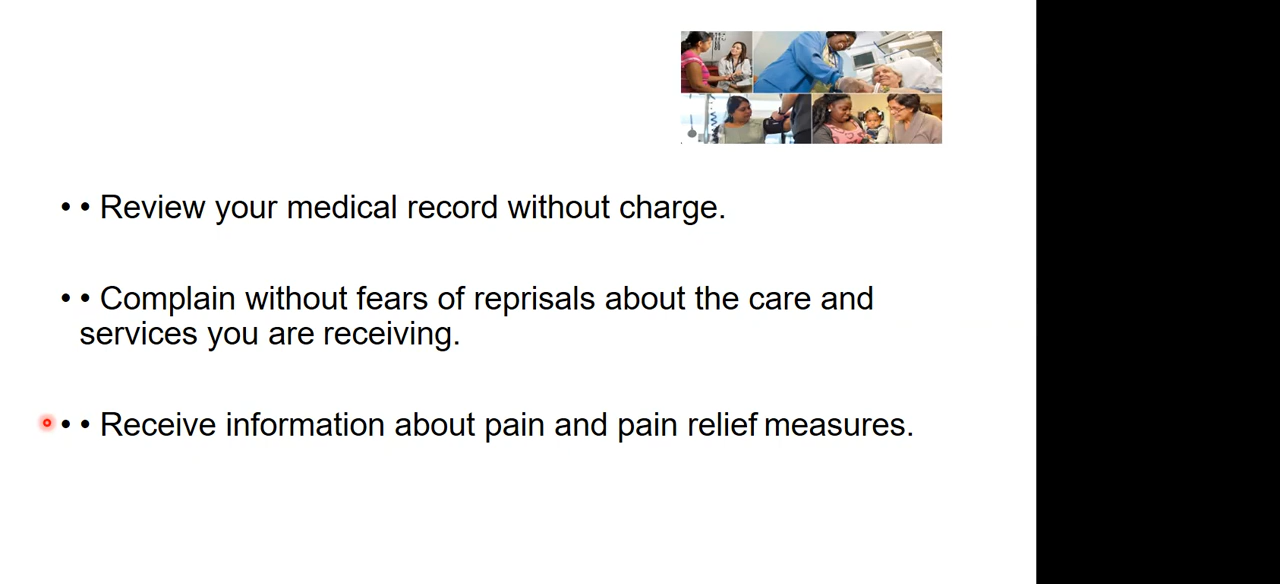 • • Review your medical record without charge.
• • Complain without fears of reprisals about the care and
services you are receiving.
• • Receive information about pain and pain relief measures.